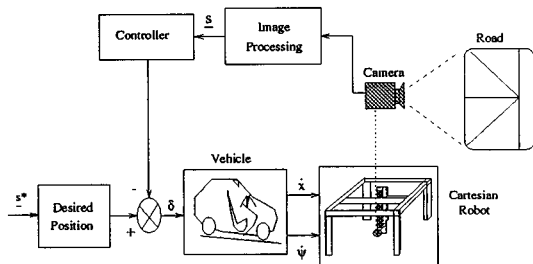 Controller
S
Image
Processing
Camera
Road
s*
Desired
Position
-
+
δ
Vehicle
ẋ
ψ̇
Cartesian
Robot